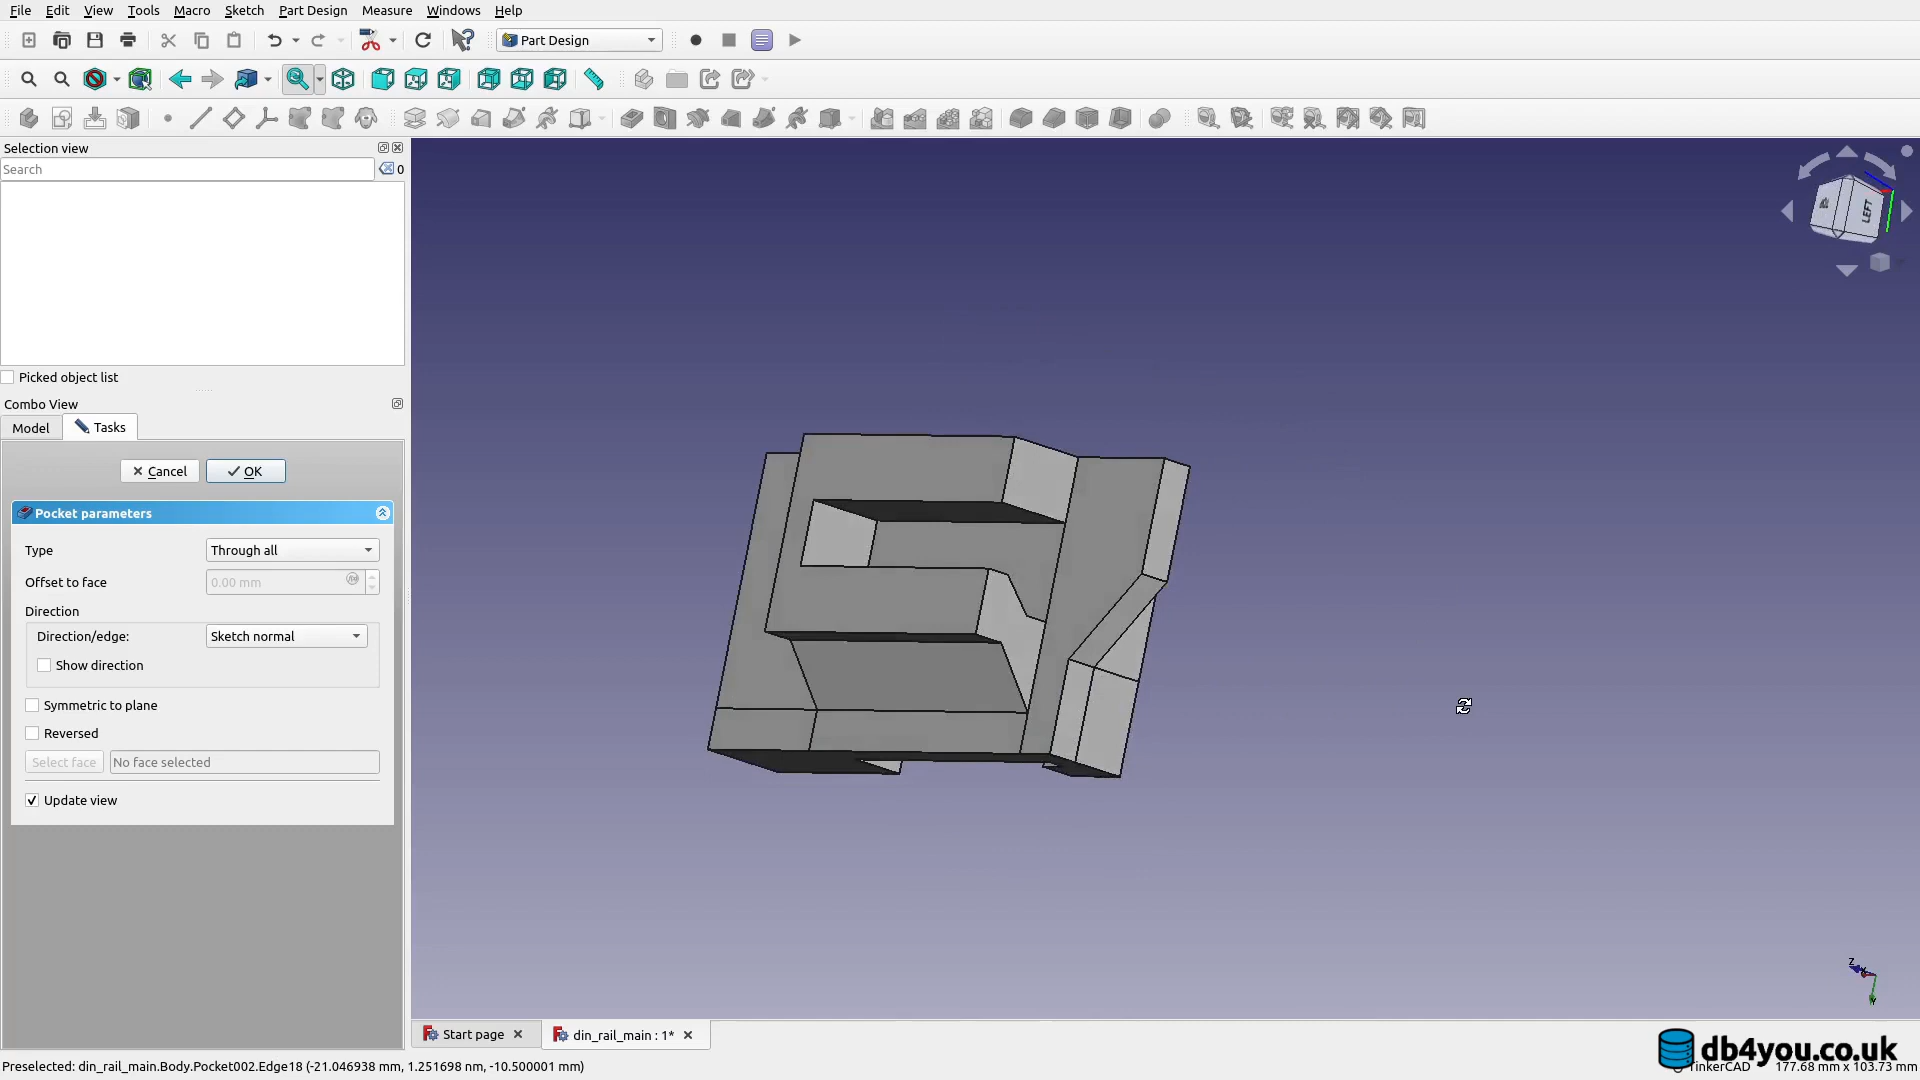 File Edit View Tools Macro Sketch Part Design Measure Windows Help
Part Design
Selection view
Search
0
Picked object list
Combo View
Model Tasks
Cancel OK
Pocket parameters
Type Through all
Offset to face 0.00 mm
Direction
Direction/edge: Sketch normal
Show direction
Symmetric to plane
Reversed
Select face No face selected
Update view
LEFT
Z
X
Y
Start page din_rail_main : 1*
db4you.co.uk
Preselected: din_rail_main.Body.Pocket002.Edge18 (-21.046938 mm, 1.251698 nm, -10.500001 mm) TinkerCAD 177.68 mm x 103.73 mm